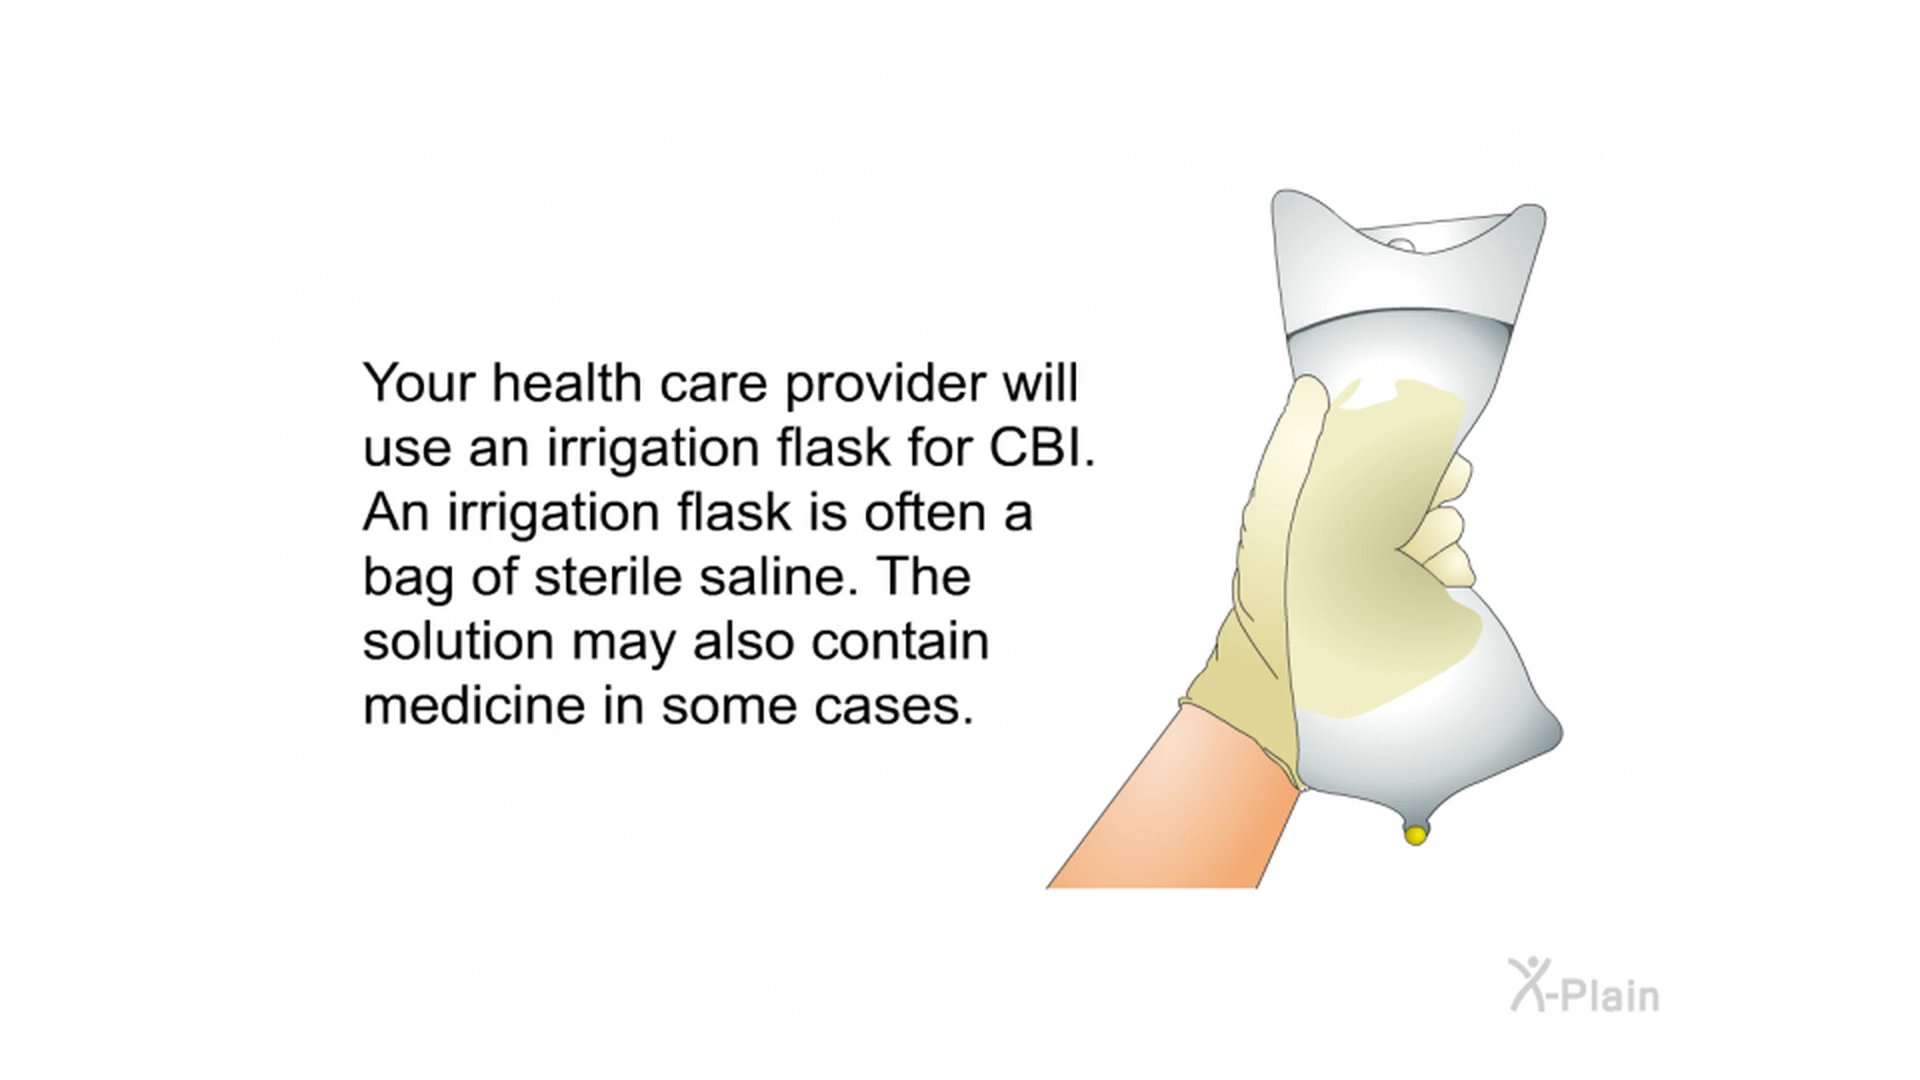 Your health care provider will
use an irrigation flask for CBI.
An irrigation flask is often a
bag of sterile saline. The
solution may also contain
medicine in some cases.
X-Plain